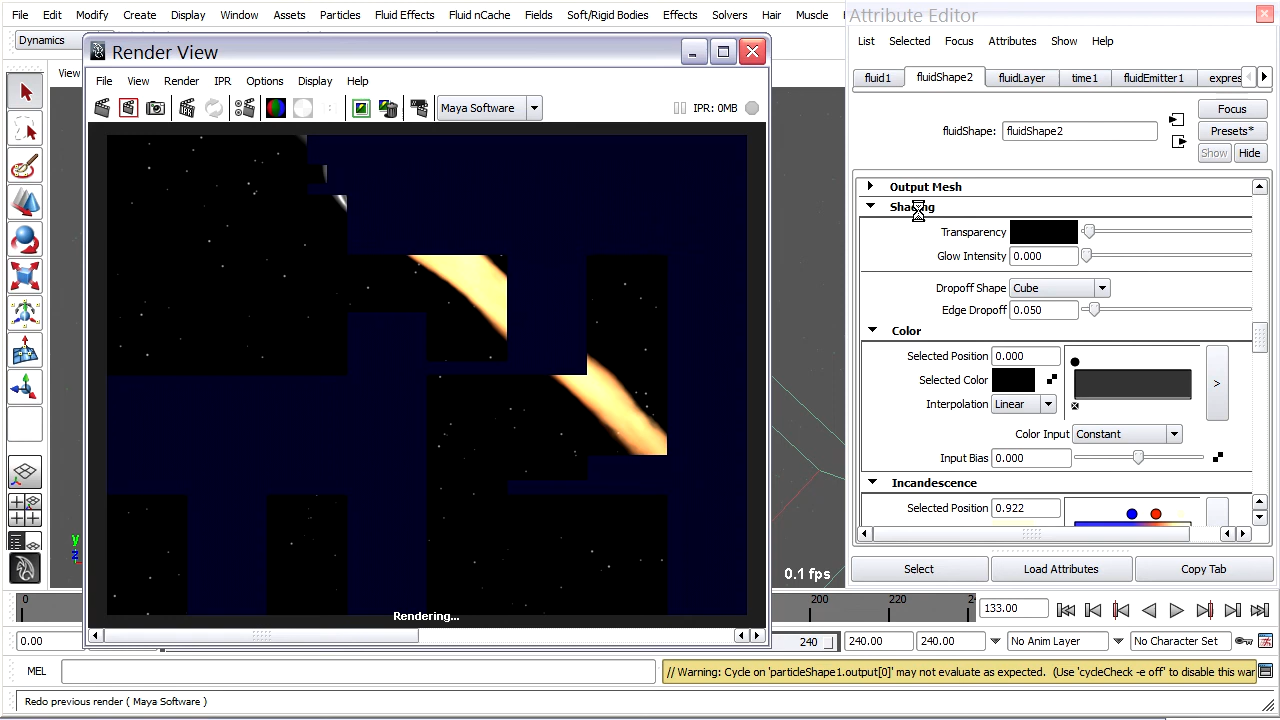 File Edit Modify Create Display Window Assets Particles Fluid Effects Fluid nCache Fields Soft/Rigid Bodies Effects Solvers Hair Muscle
Attribute Editor
Dynamics
Render View
List Selected Focus Attributes Show Help
View
File View Render IPR Options Display Help
fluid1 fluidShape2 fluidLayer time1 fluidEmitter1 expres
Maya Software
IPR: 0MB
Focus
fluidShape: fluidShape2
Presets*
Show Hide
Output Mesh
Shading
Transparency
Glow Intensity 0.000
Dropoff Shape Cube
Edge Dropoff 0.050
Color
Selected Position 0.000
Selected Color
>
Interpolation Linear
Color Input Constant
Input Bias 0.000
Incandescence
Selected Position 0.922
y
z
0.1 fps
Select Load Attributes Copy Tab
Rendering...
0 200 220 2
133.00
0.00 240 240.00 240.00 No Anim Layer No Character Set
MEL // Warning: Cycle on 'particleShape1.output[0]' may not evaluate as expected. (Use 'cycleCheck -e off' to disable this war
Redo previous render ( Maya Software )